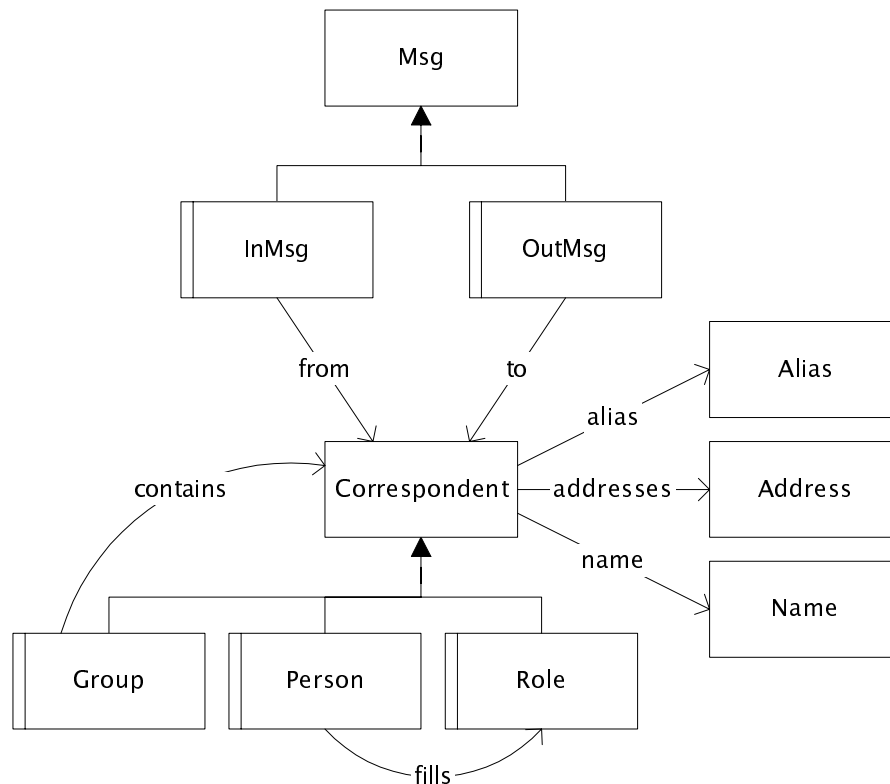 Msg
InMsg
OutMsg
from
to
Alias
alias
contains
Correspondent
addresses
Address
name
Name
Group
Person
Role
fills